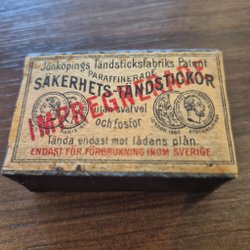 Jönköpings Tändsticksfabriks Patent
PARAFFINERADE
SÄKERHETS-TÄNDSTICKOR
IMPREGNERADE
utan svafvel
och fosfor
tända endast mot lådans plån.
ENDAST FÖR FÖRBRUKNING INOM SVERIGE.